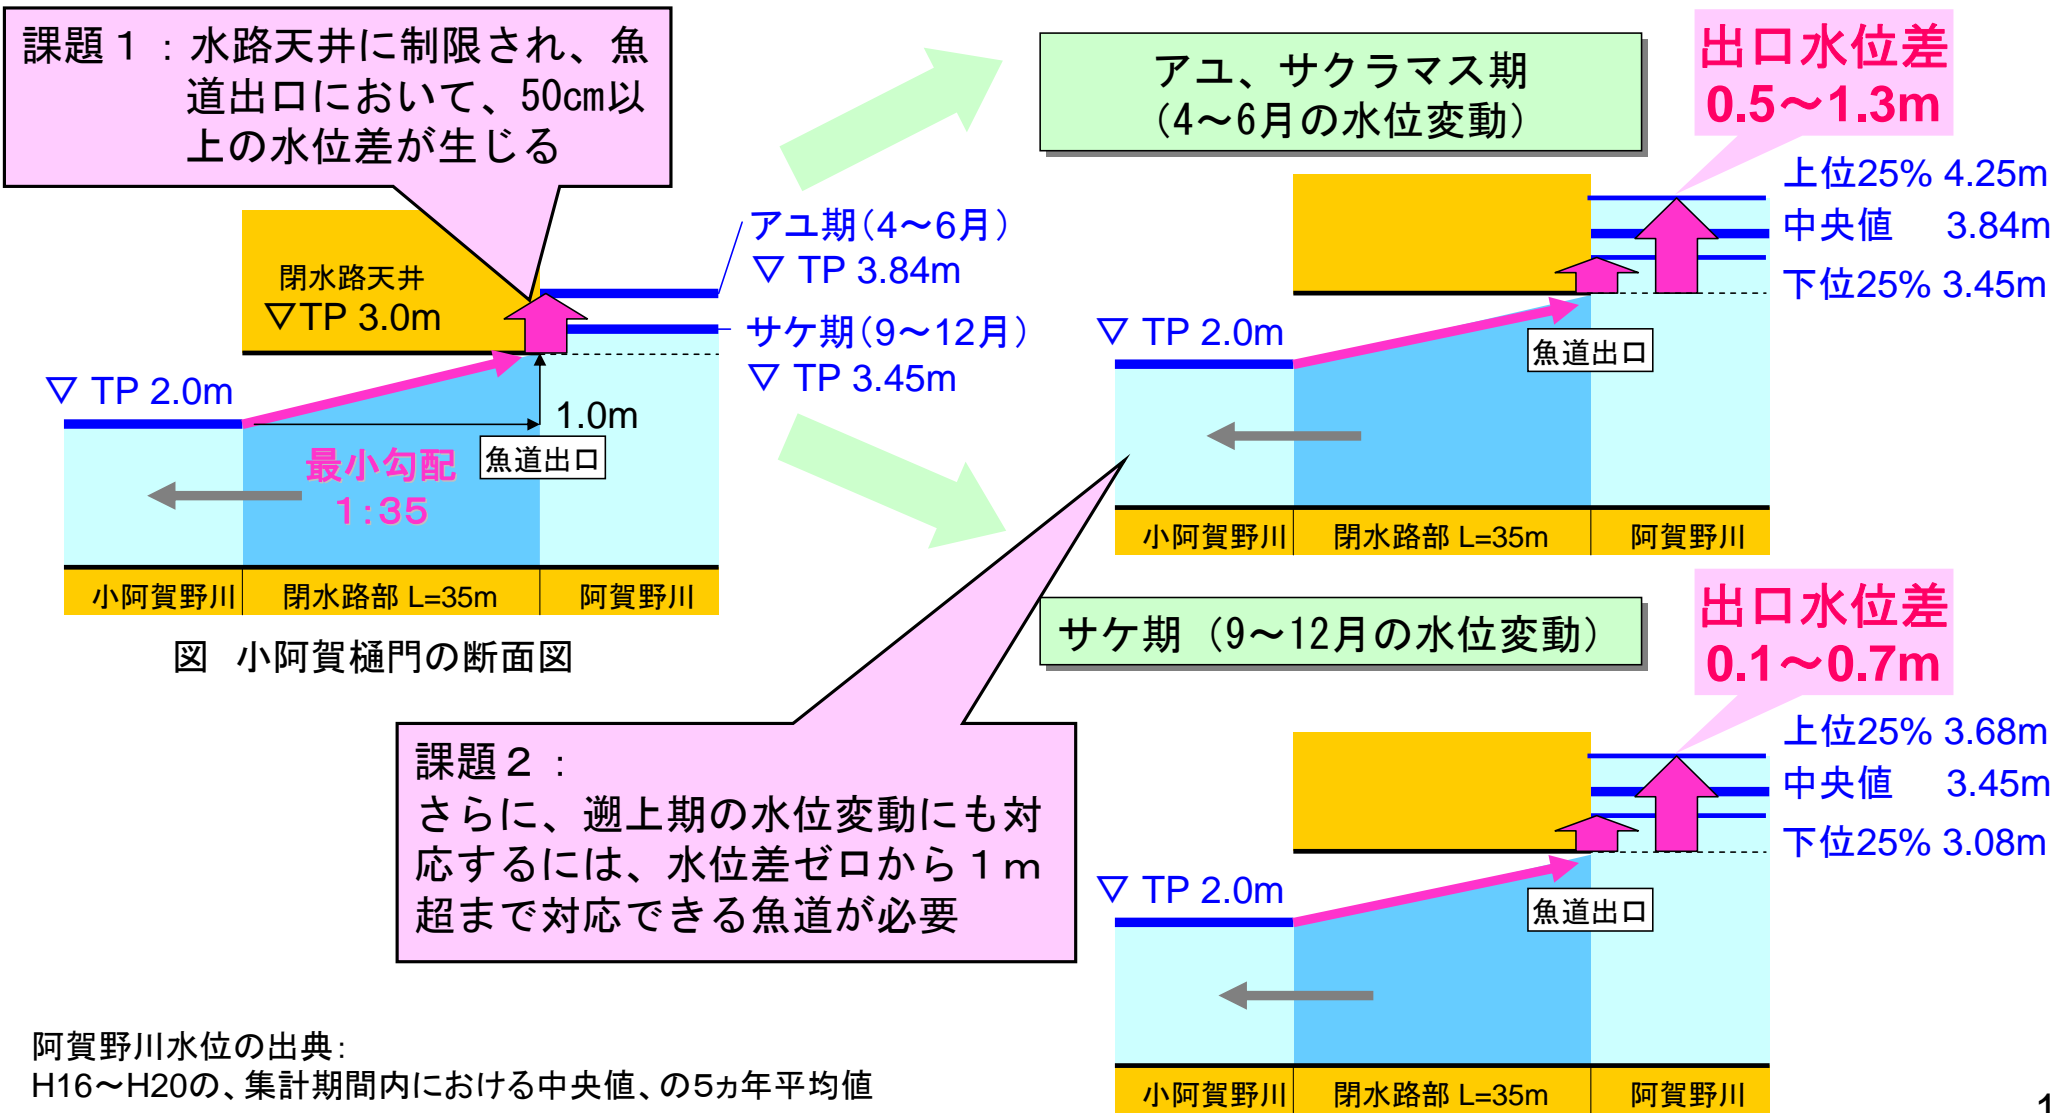 課題１：水路天井に制限され、魚
道出口において、50cm以
上の水位差が生じる
閉水路天井
▽TP 3.0m
アユ期（4～6月）
▽ TP 3.84m
サケ期（9～12月）
▽ TP 3.45m
▽ TP 2.0m
1.0m
魚道出口
最小勾配
1：35
小阿賀野川
閉水路部 L=35m
阿賀野川
図　小阿賀樋門の断面図
アユ、サクラマス期
（4～6月の水位変動）
出口水位差
0.5～1.3m
上位25% 4.25m
中央値 3.84m
下位25% 3.45m
▽ TP 2.0m
魚道出口
小阿賀野川
閉水路部 L=35m
阿賀野川
課題２：
さらに、遡上期の水位変動にも対
応するには、水位差ゼロから１ｍ
超まで対応できる魚道が必要
サケ期（9～12月の水位変動）
出口水位差
0.1～0.7m
上位25% 3.68m
中央値 3.45m
下位25% 3.08m
▽ TP 2.0m
魚道出口
小阿賀野川
閉水路部 L=35m
阿賀野川
阿賀野川水位の出典：
H16～H20の、集計期間内における中央値、の5ヵ年平均値
1